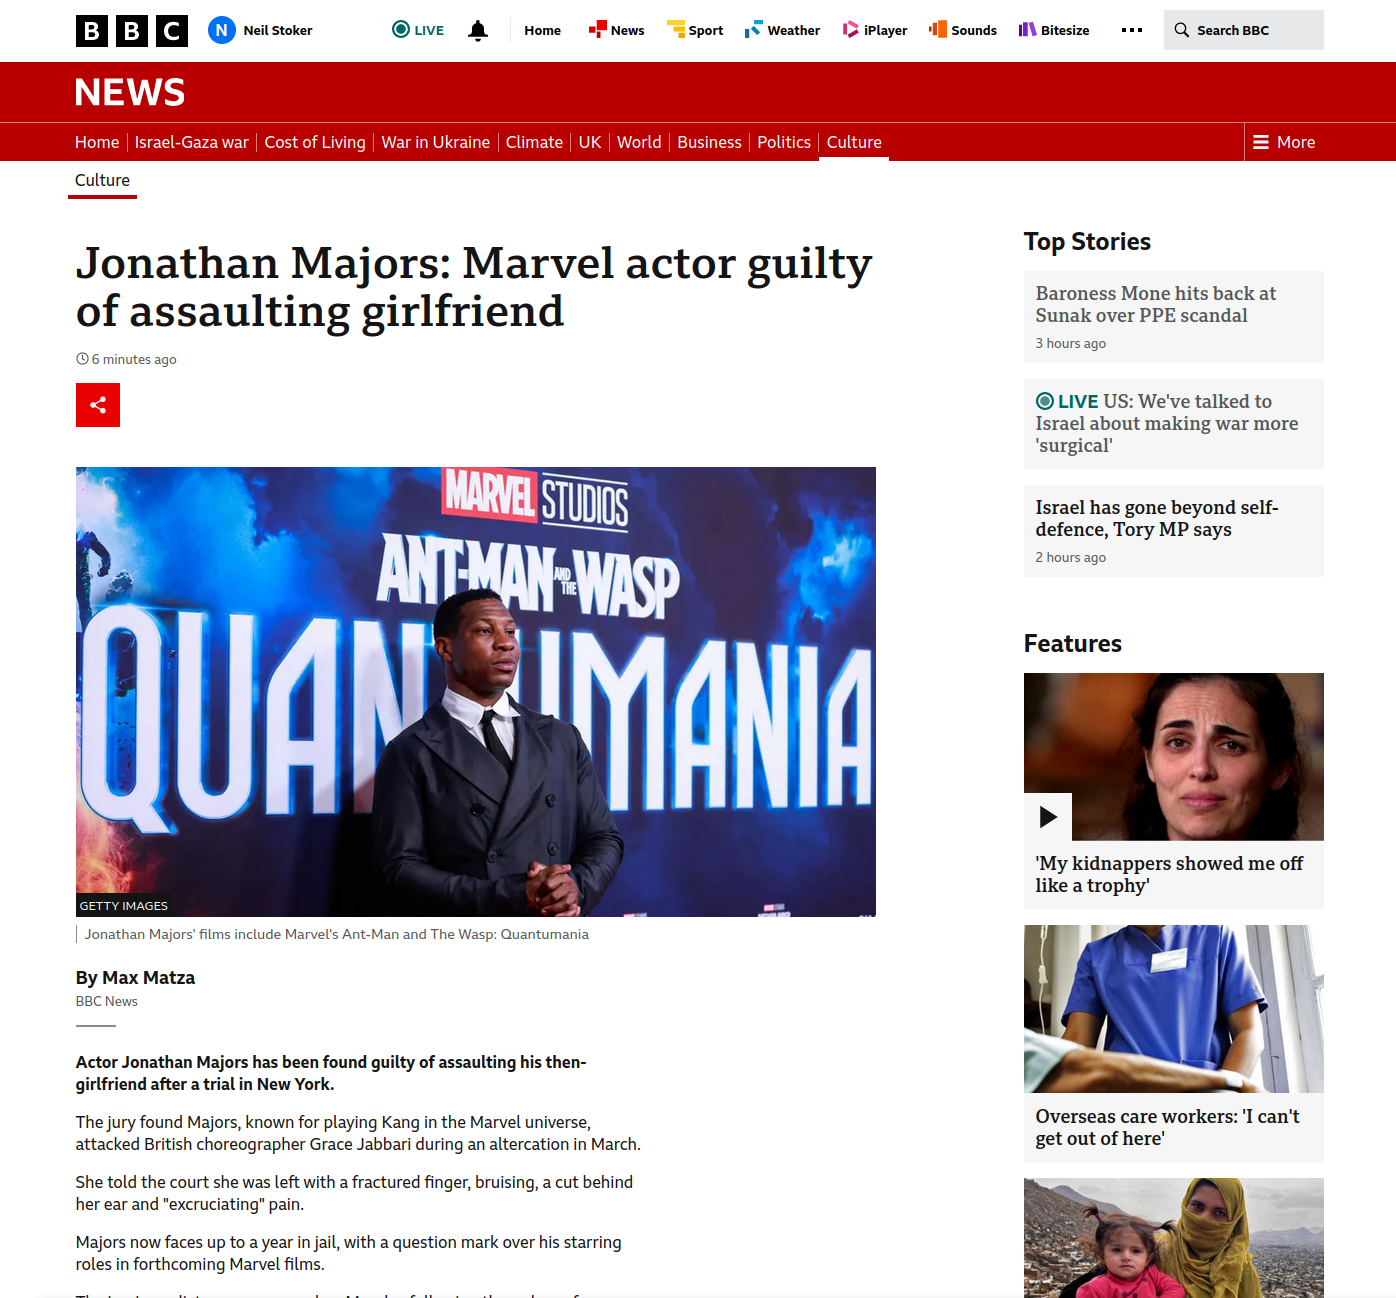 BBC
Neil Stoker
LIVE
Home
News
Sport
Weather
iPlayer
Sounds
Bitesize
Search BBC
NEWS
Home
Israel-Gaza war
Cost of Living
War in Ukraine
Climate
UK
World
Business
Politics
Culture
More
Culture
Jonathan Majors: Marvel actor guilty
of assaulting girlfriend
6 minutes ago
MARVEL STUDIOS
ANT-MAN AND THE WASP
QUANTUMANIA
GETTY IMAGES
Jonathan Majors' films include Marvel's Ant-Man and The Wasp: Quantumania
By Max Matza
BBC News
Actor Jonathan Majors has been found guilty of assaulting his then-
girlfriend after a trial in New York.
The jury found Majors, known for playing Kang in the Marvel universe,
attacked British choreographer Grace Jabbari during an altercation in March.
She told the court she was left with a fractured finger, bruising, a cut behind
her ear and "excruciating" pain.
Majors now faces up to a year in jail, with a question mark over his starring
roles in forthcoming Marvel films.
Top Stories
Baroness Mone hits back at
Sunak over PPE scandal
3 hours ago
LIVE US: We've talked to
Israel about making war more
'surgical'
Israel has gone beyond self-
defence, Tory MP says
2 hours ago
Features
'My kidnappers showed me off
like a trophy'
Overseas care workers: 'I can't
get out of here'